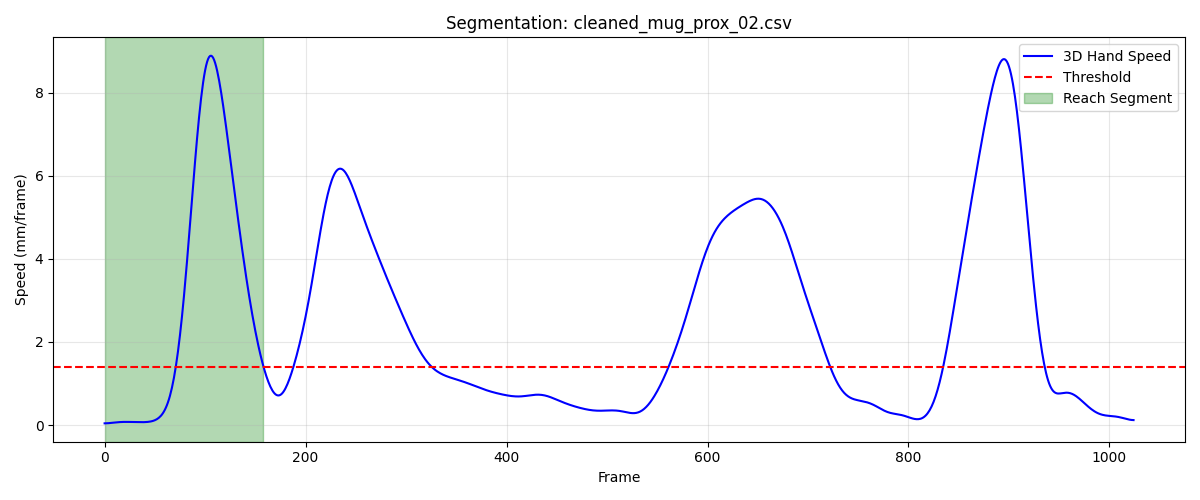 Segmentation: cleaned_mug_prox_02.csv
3D Hand Speed
Threshold
Reach Segment
Speed (mm/frame)
8
6
4
2
0
0 200 400 600 800 1000
Frame